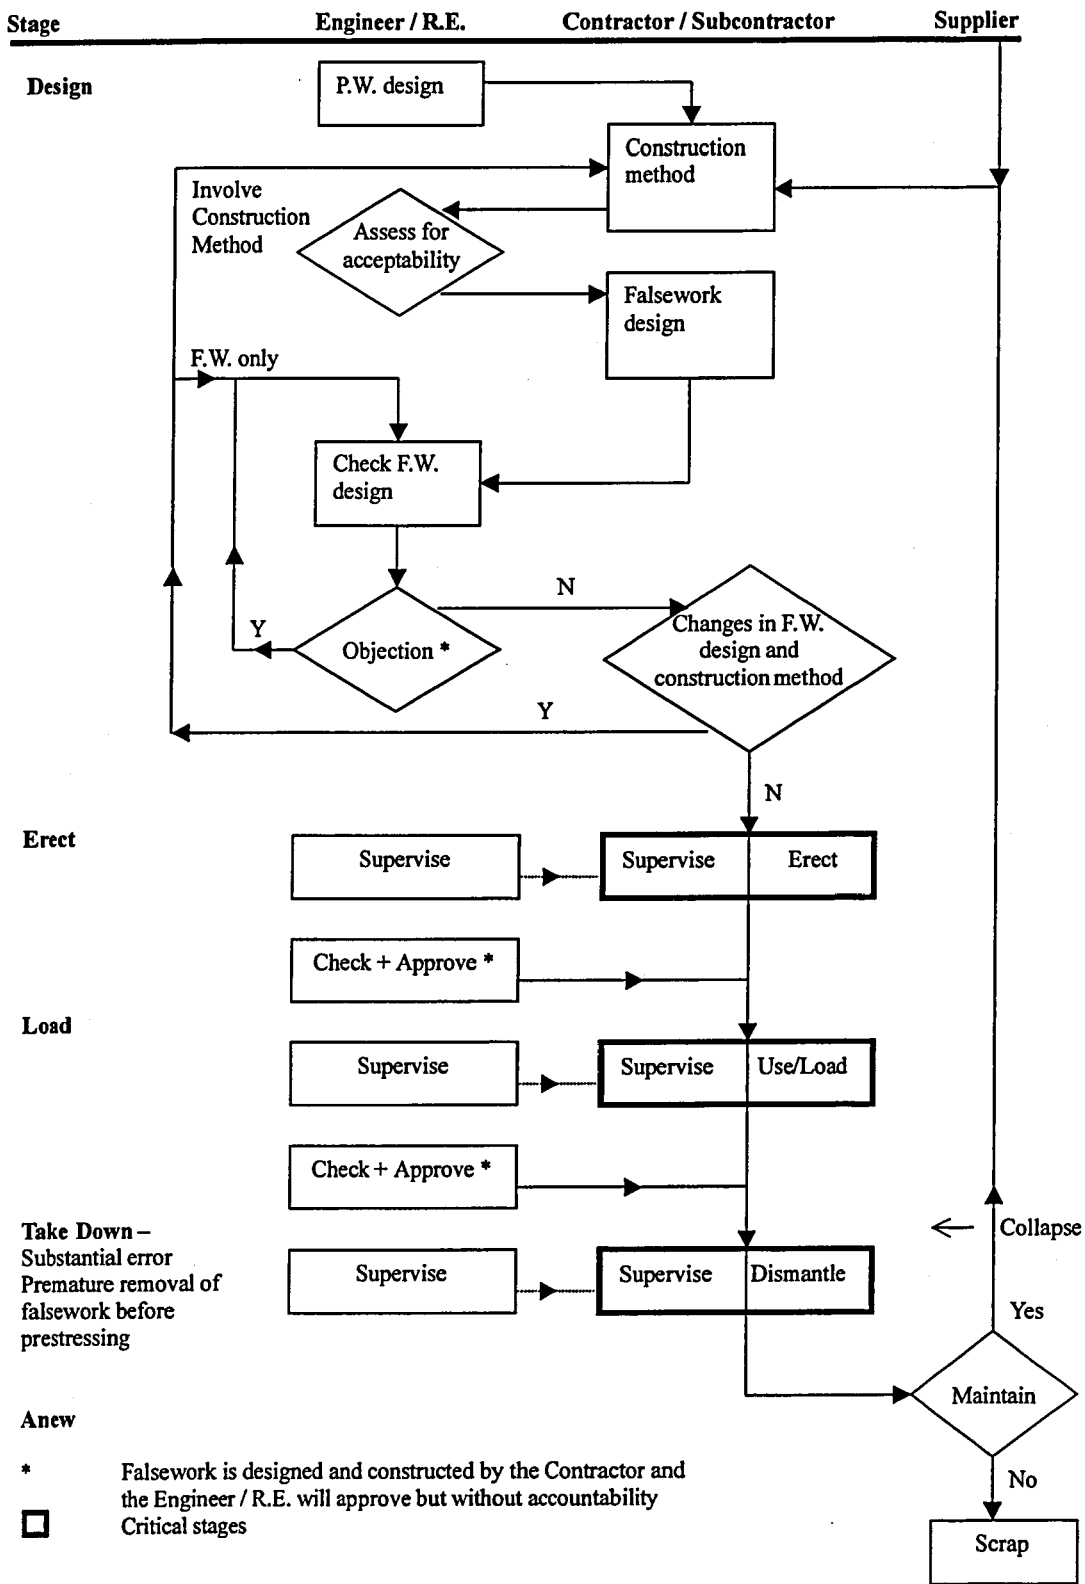 Stage Engineer / R.E. Contractor / Subcontractor Supplier
Design
P.W. design
Construction
method
Involve
Construction
Method
Assess for
acceptability
Falsework
design
F.W. only
Check F.W.
design
N
Y
Objection *
Changes in F.W.
design and
construction method
Y
N
Erect
Supervise
Supervise
Erect
Check + Approve *
Load
Supervise
Supervise
Use/Load
Check + Approve *
Take Down –
Substantial error
Premature removal of
falsework before
prestressing
Supervise
Supervise
Dismantle
Collapse
Yes
Maintain
Anew
No
Scrap
* Falsework is designed and constructed by the Contractor and
the Engineer / R.E. will approve but without accountability
Critical stages